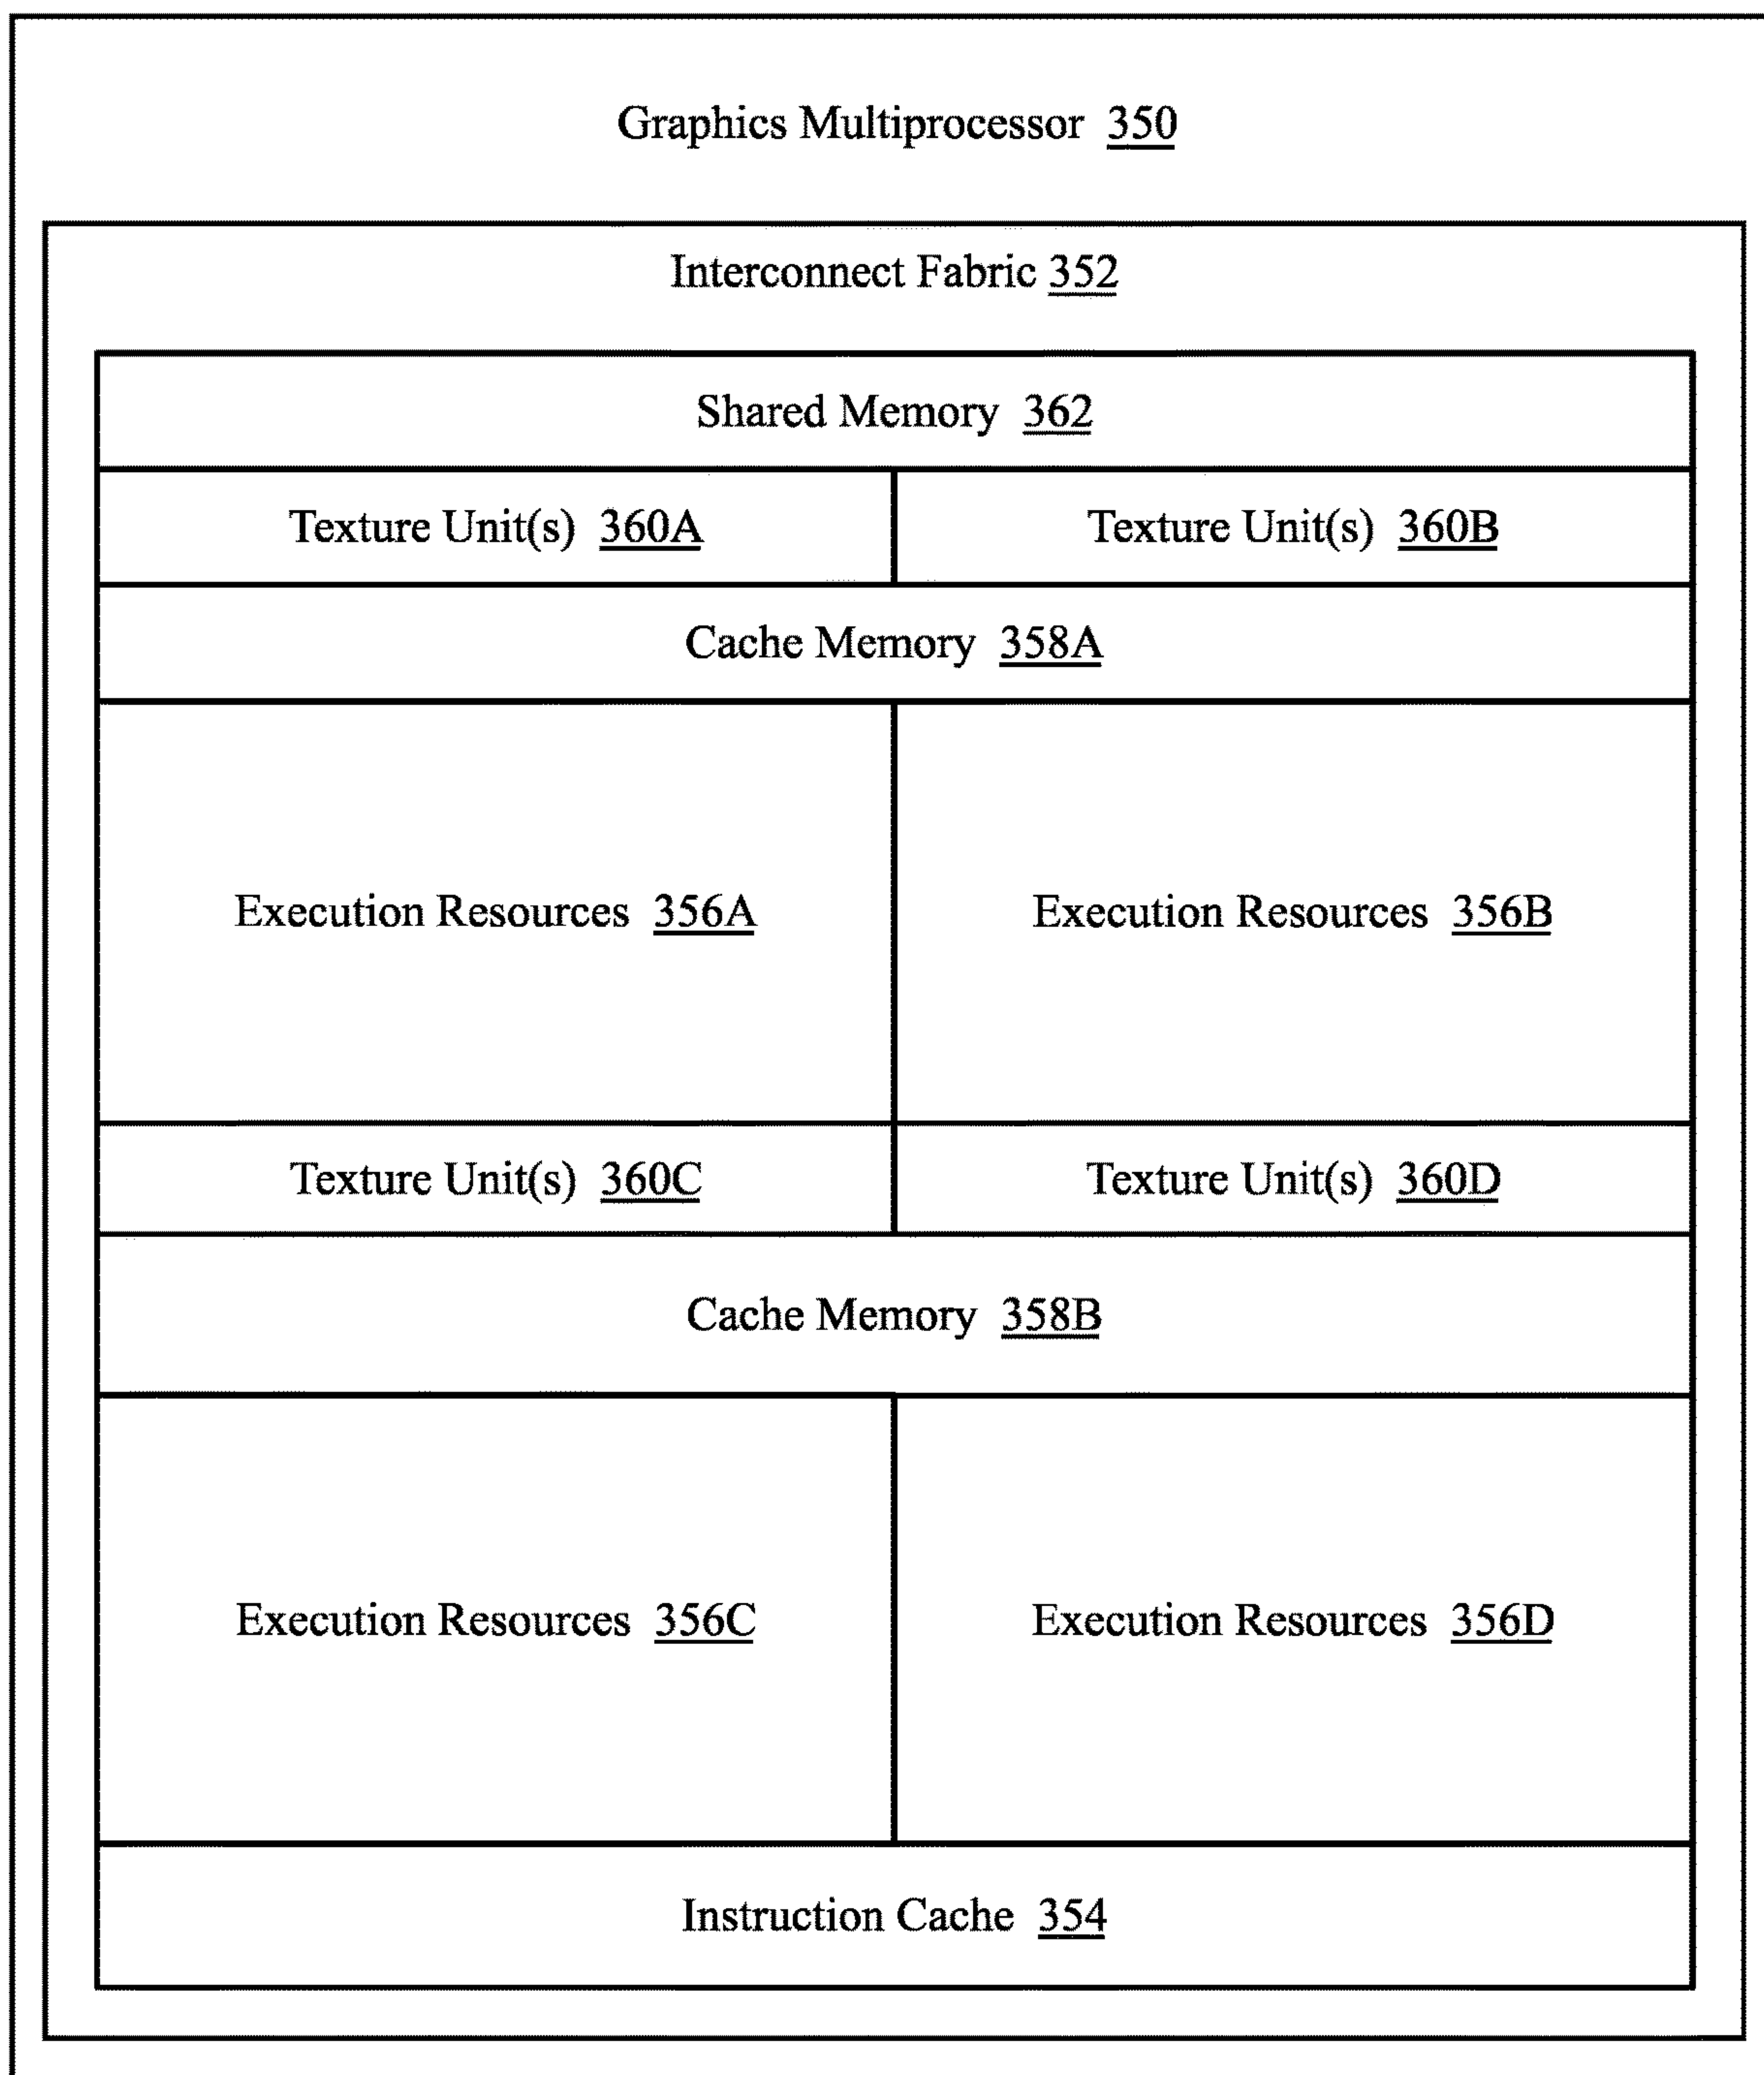 Graphics Multiprocessor 350
Interconnect Fabric 352
Shared Memory 362
Texture Unit(s) 360A
Texture Unit(s) 360B
Cache Memory 358A
Execution Resources 356A
Execution Resources 356B
Texture Unit(s) 360C
Texture Unit(s) 360D
Cache Memory 358B
Execution Resources 356C
Execution Resources 356D
Instruction Cache 354